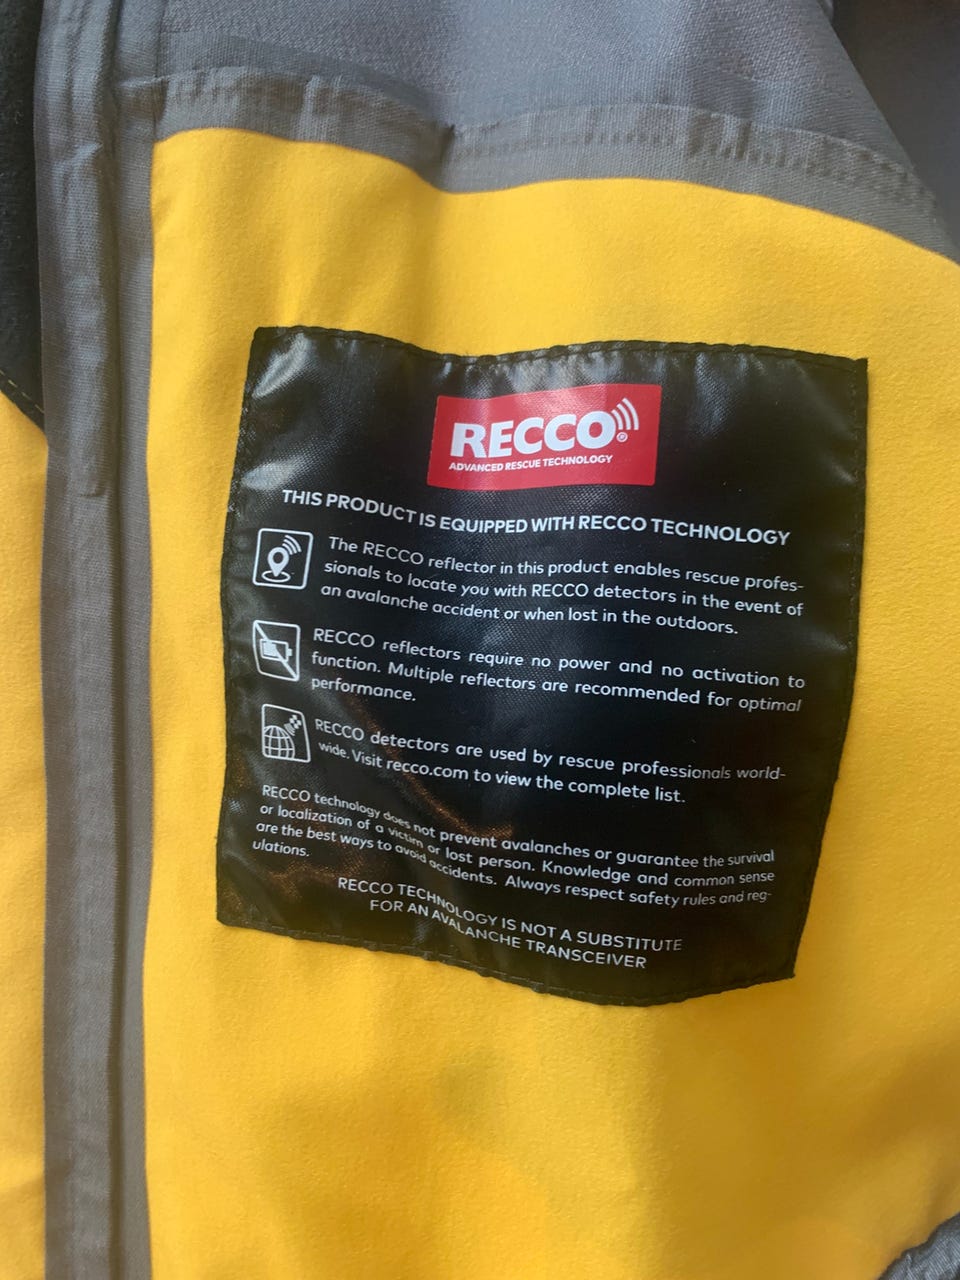 RECCO®
ADVANCED RESCUE TECHNOLOGY
THIS PRODUCT IS EQUIPPED WITH RECCO TECHNOLOGY
The RECCO reflector in this product enables rescue profes-
sionals to locate you with RECCO detectors in the event of
an avalanche accident or when lost in the outdoors.
RECCO reflectors require no power and no activation to
function. Multiple reflectors are recommended for optimal
performance.
RECCO detectors are used by rescue professionals world-
wide. Visit recco.com to view the complete list.
RECCO technology does not prevent avalanches or guarantee the survival
or localization of a victim or lost person. Knowledge and common sense
are the best ways to avoid accidents. Always respect safety rules and reg-
ulations.
RECCO TECHNOLOGY IS NOT A SUBSTITUTE
FOR AN AVALANCHE TRANSCEIVER